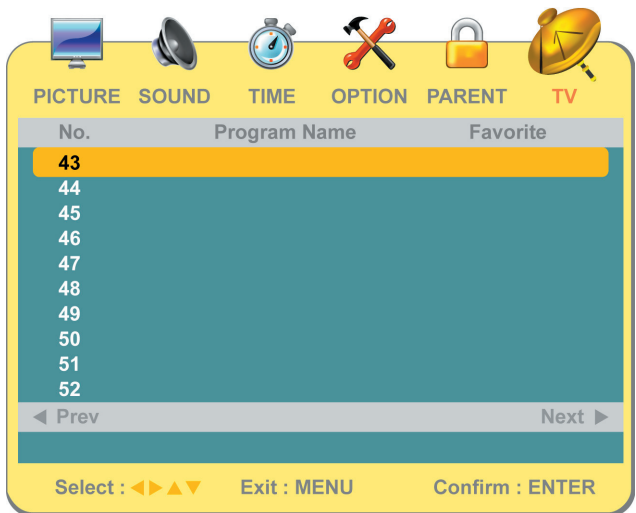 PICTURE SOUND TIME OPTION PARENT TV
No. Program Name Favorite
43
44
45
46
47
48
49
50
51
52
◀ Prev Next ▶
Select : ◀▶▲▼ Exit : MENU Confirm : ENTER